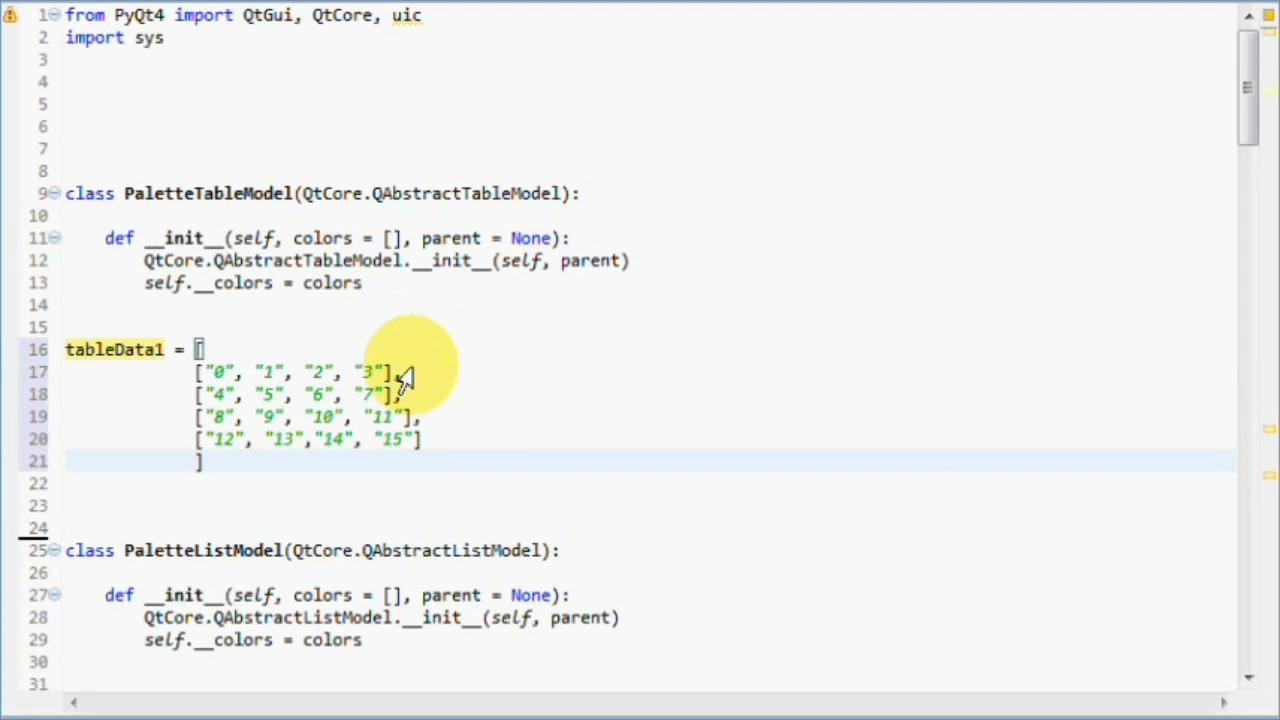 1 from PyQt4 import QtGui, QtCore, uic
2 import sys
3
4
5
6
7
8
9 class PaletteTableModel(QtCore.QAbstractTableModel):
10
11     def __init__(self, colors = [], parent = None):
12         QtCore.QAbstractTableModel.__init__(self, parent)
13         self.__colors = colors
14
15
16 tableData1 = [
17              ["0", "1", "2", "3"],
18              ["4", "5", "6", "7"],
19              ["8", "9", "10", "11"],
20              ["12", "13","14", "15"]
21              ]
22
23
24
25 class PaletteListModel(QtCore.QAbstractListModel):
26
27     def __init__(self, colors = [], parent = None):
28         QtCore.QAbstractListModel.__init__(self, parent)
29         self.__colors = colors
30
31